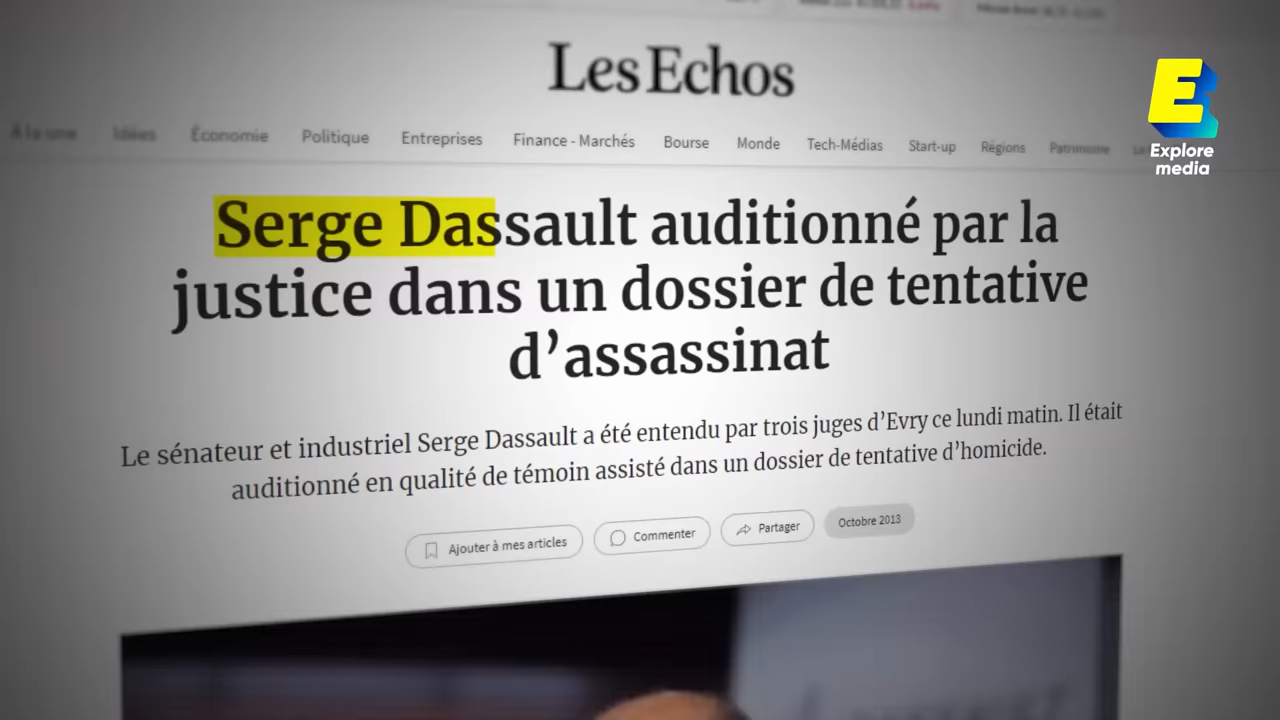 Les Echos
À la une Idées Économie Politique Entreprises Finance - Marchés Bourse Monde Tech-Médias Start-up Régions Patrimoine
Explore
media
Serge Dassault auditionné par la
justice dans un dossier de tentative
d’assassinat
Le sénateur et industriel Serge Dassault a été entendu par trois juges d’Evry ce lundi matin. Il était
auditionné en qualité de témoin assisté dans un dossier de tentative d’homicide.
Ajouter à mes articles Commenter Partager Octobre 2013